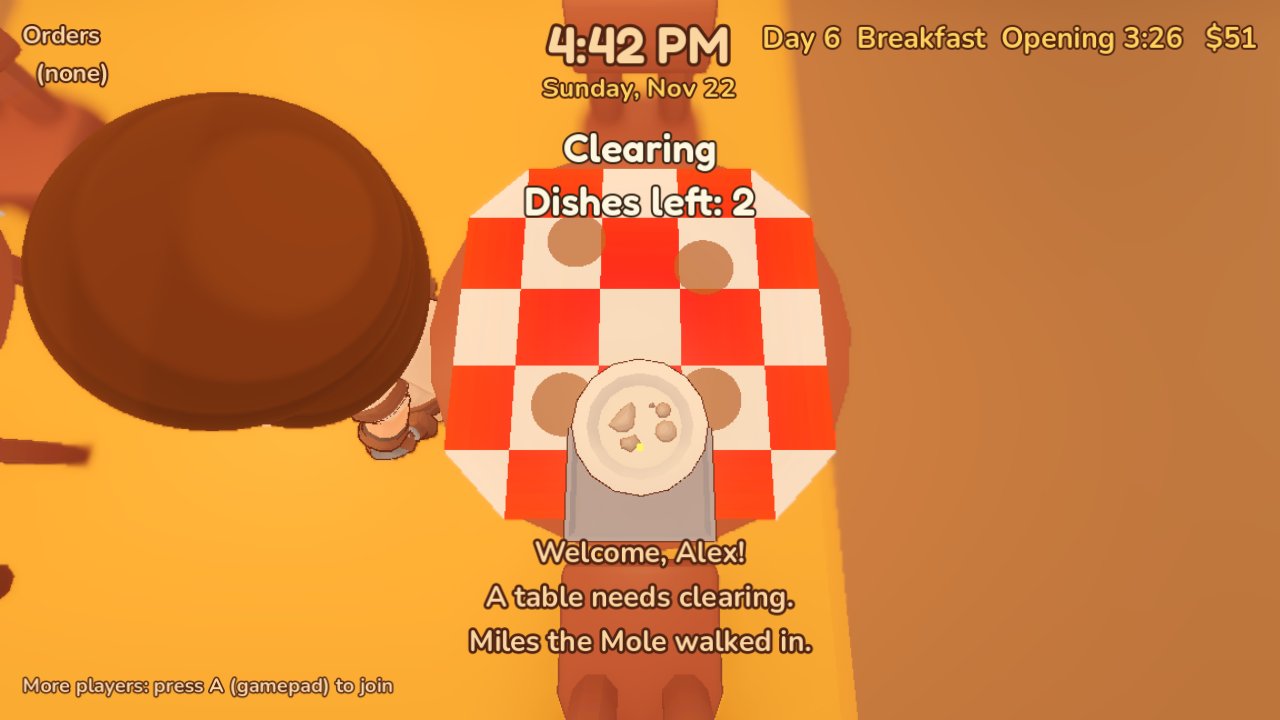 Orders
(none)
4:42 PM
Sunday, Nov 22
Day 6 Breakfast Opening 3:26 $51
Clearing
Dishes left: 2
Welcome, Alex!
A table needs clearing.
Miles the Mole walked in.
More players: press A (gamepad) to join